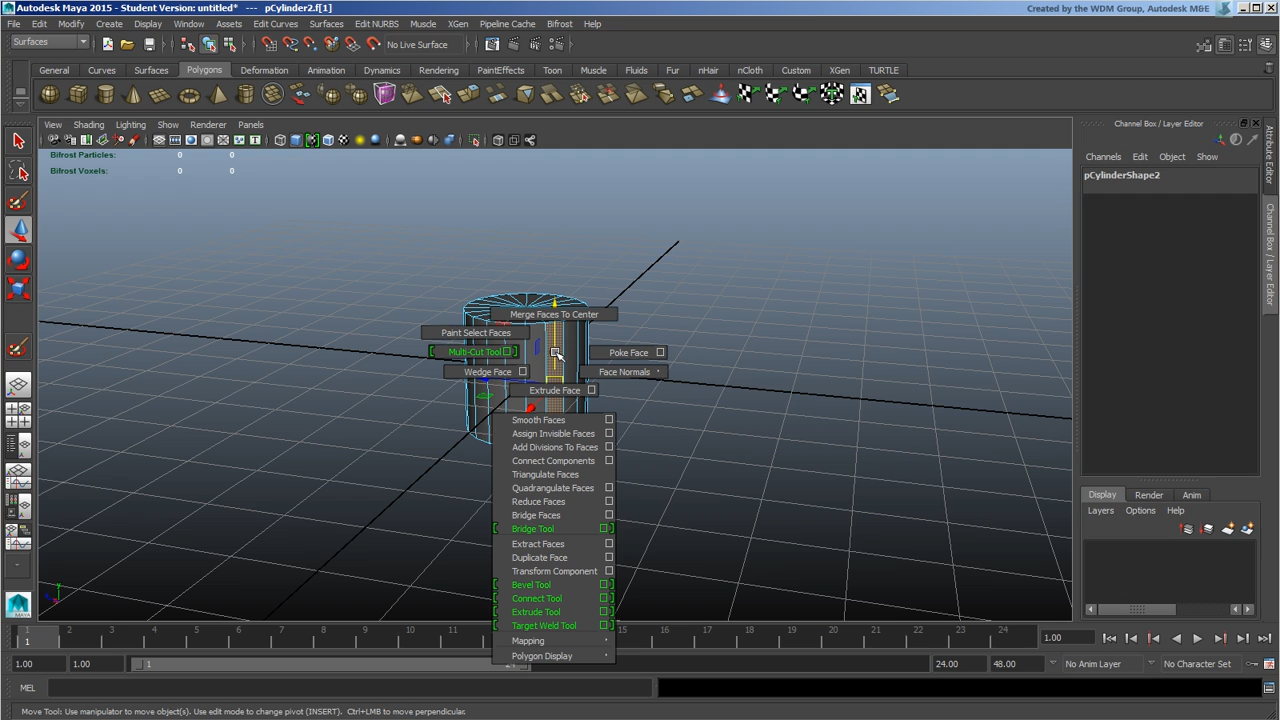 Autodesk Maya 2015 - Student Version: untitled* --- pCylinder2.f[1]
Created by the WDM Group, Autodesk M&E
File Edit Modify Create Display Window Assets Edit Curves Surfaces Edit NURBS Muscle XGen Pipeline Cache Bifrost Help
Surfaces
No Live Surface
General Curves Surfaces Polygons Deformation Animation Dynamics Rendering PaintEffects Toon Muscle Fluids Fur nHair nCloth Custom XGen TURTLE
View Shading Lighting Show Renderer Panels
Channel Box / Layer Editor
Bifrost Particles: 0 0
Bifrost Voxels: 0 0
Channels Edit Object Show
pCylinderShape2
Attribute Editor
Channel Box / Layer Editor
Merge Faces To Center
Paint Select Faces
Multi-Cut Tool
Poke Face
Wedge Face
Face Normals
Extrude Face
Smooth Faces
Assign Invisible Faces
Add Divisions To Faces
Connect Components
Triangulate Faces
Quadrangulate Faces
Reduce Faces
Bridge Faces
Bridge Tool
Extract Faces
Duplicate Face
Transform Component
Bevel Tool
Connect Tool
Extrude Tool
Target Weld Tool
Mapping
Polygon Display
Display Render Anim
Layers Options Help
y
MAYA
1 2 3 4 5 6 7 8 9 10 11 15 16 17 18 19 20 21 22 23 24
1
1.00
1.00 1.00 1 24 24.00 48.00 No Anim Layer No Character Set
MEL
Move Tool: Use manipulator to move object(s). Use edit mode to change pivot (INSERT). Ctrl+LMB to move perpendicular.